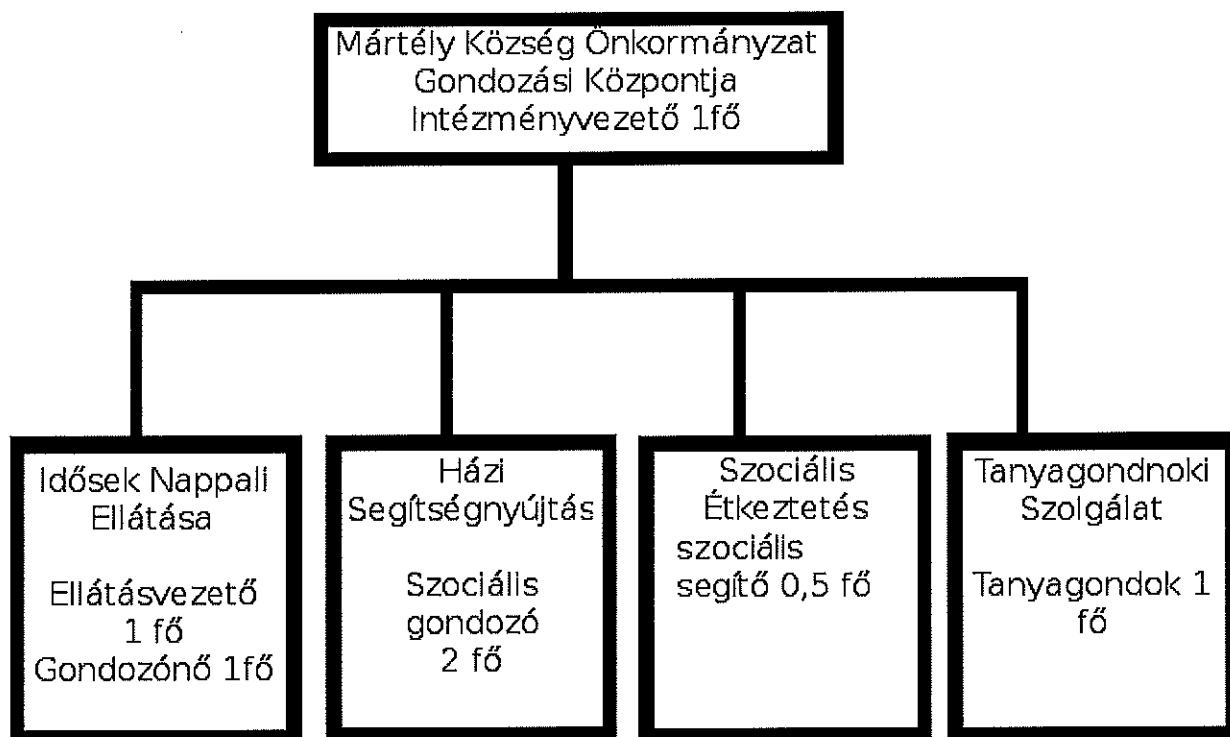 Mártély Község Önkormányzat
Gondozási Központja
Intézményvezető 1fő
Idősek Nappali
Ellátása
Ellátásvezető
1 fő
Gondozónő 1fő
Házi
Segítségnyújtás
Szociális
gondozó
2 fő
Szociális
Étkeztetés
szociális
segítő 0,5 fő
Tanyagondnoki
Szolgálat
Tanyagondok 1
fő